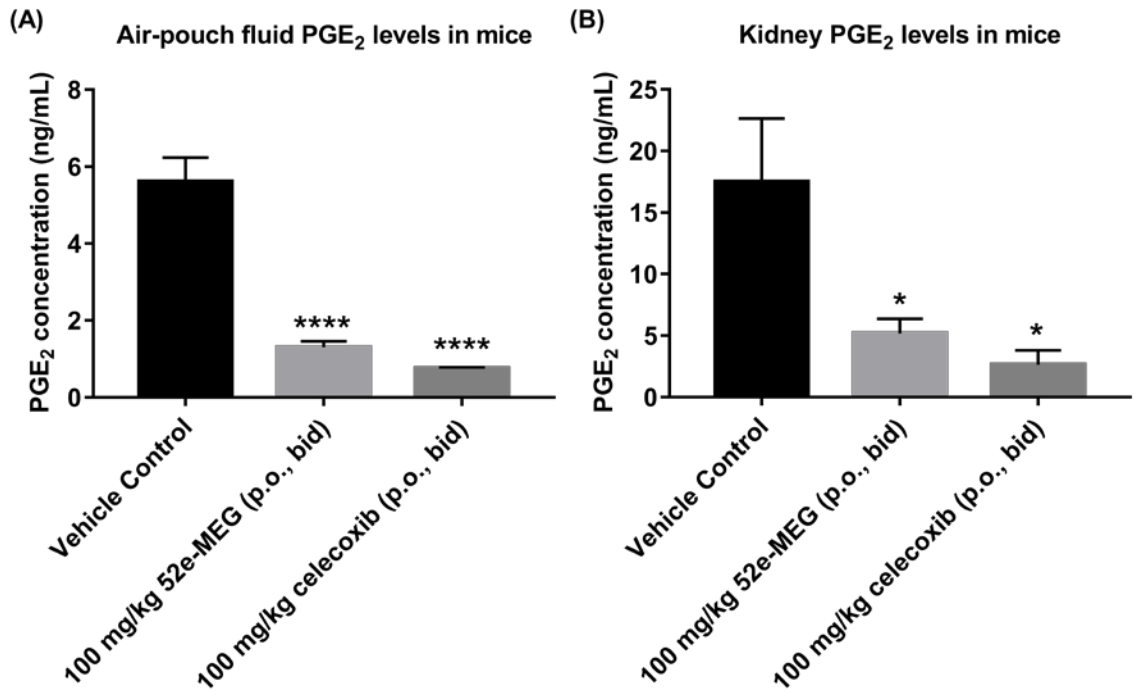 (A)
Air-pouch fluid PGE₂ levels in mice
PGE₂ concentration (ng/mL)
8
6
4
2
0
****
****
Vehicle Control
100 mg/kg 52e-MEG (p.o., bid)
100 mg/kg celecoxib (p.o., bid)
(B)
Kidney PGE₂ levels in mice
PGE₂ concentration (ng/mL)
25
20
15
10
5
0
*
*
Vehicle Control
100 mg/kg 52e-MEG (p.o., bid)
100 mg/kg celecoxib (p.o., bid)